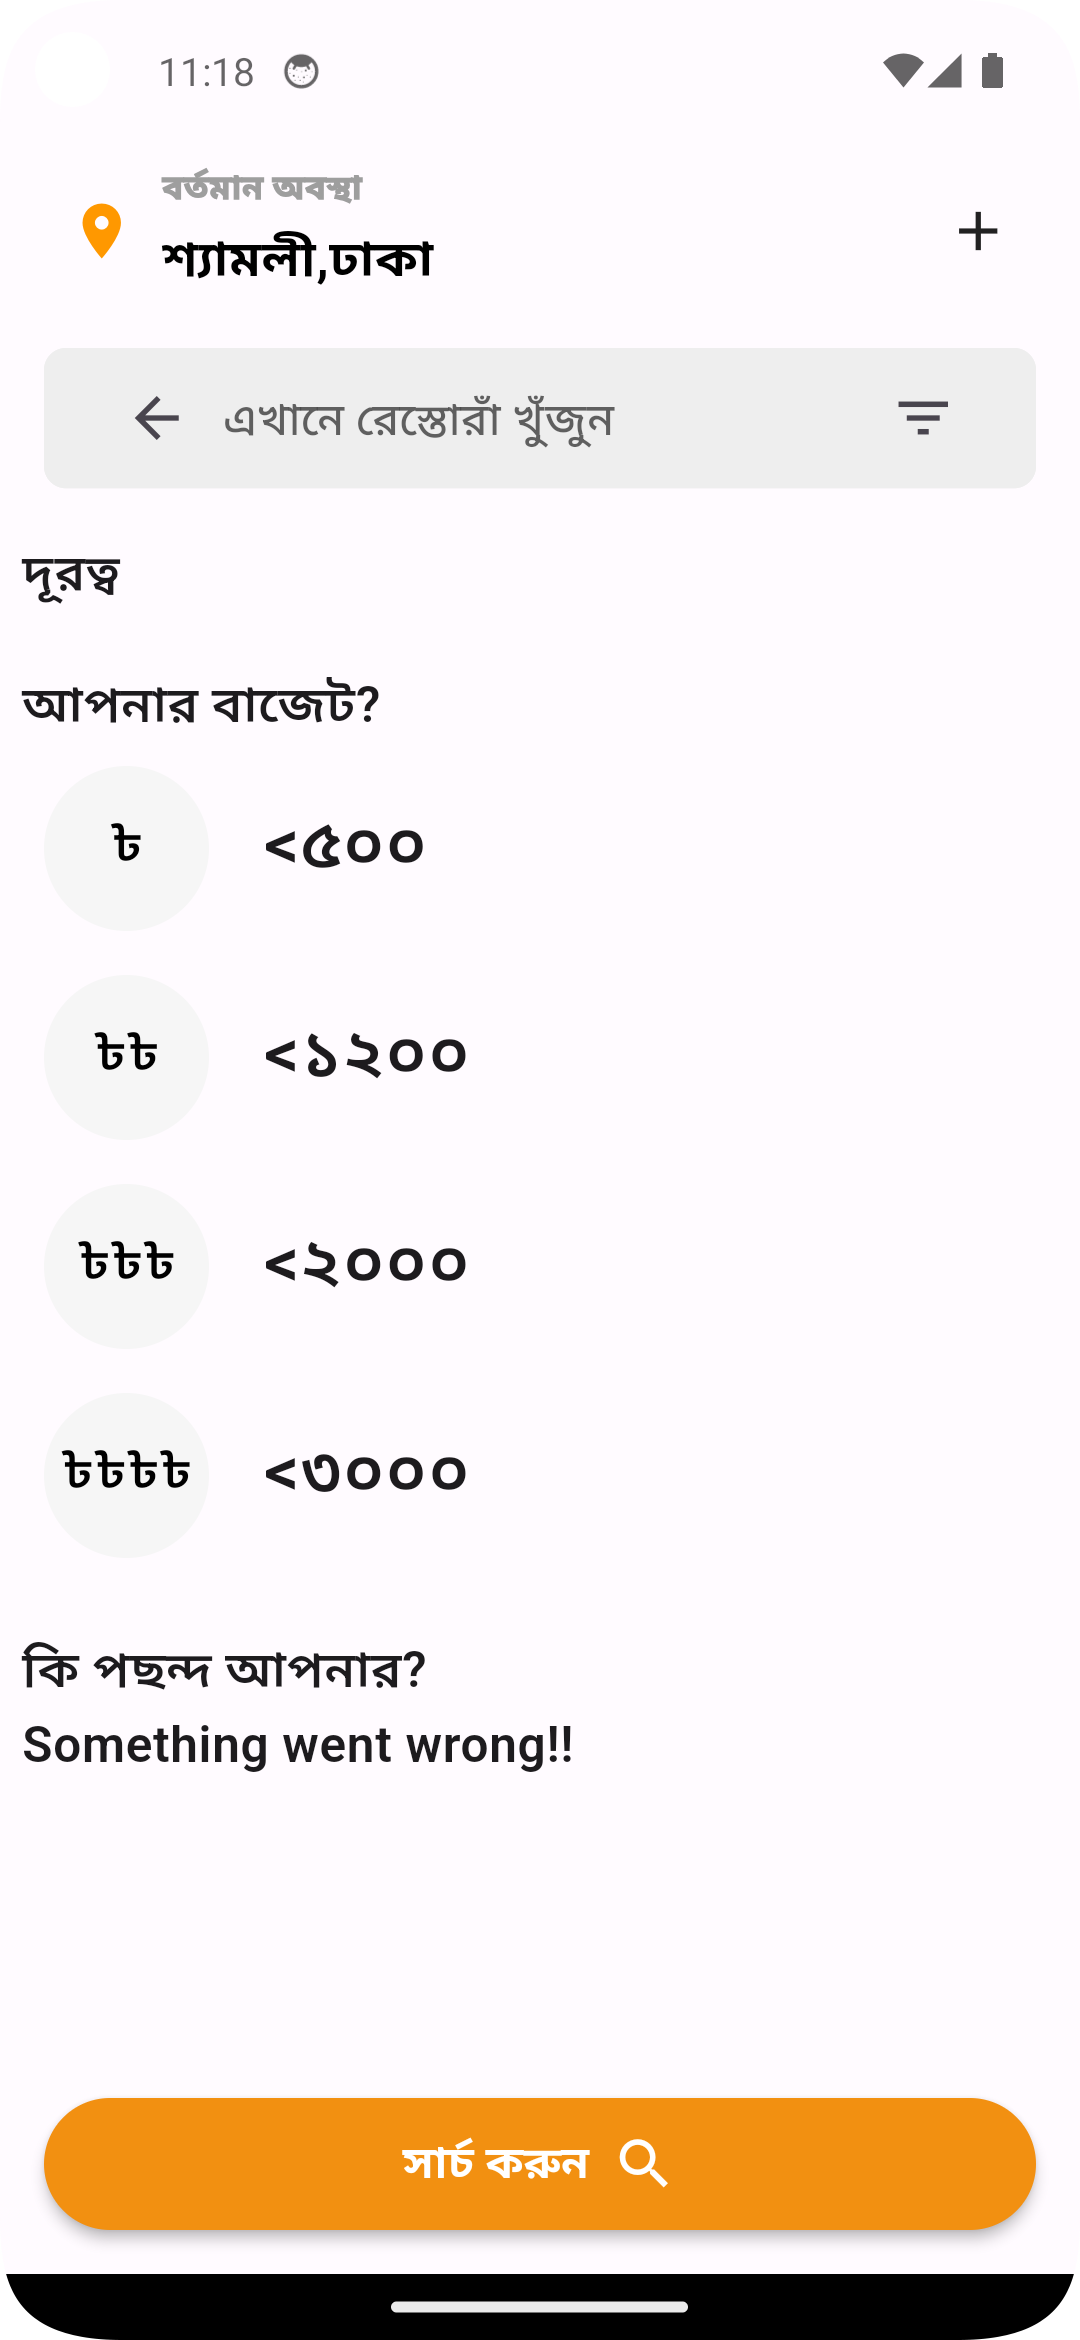 11:18
বর্তমান অবস্থা
শ্যামলী,ঢাকা
এখানে রেস্তোরাঁ খুঁজুন
দূরত্ব
আপনার বাজেট?
৳ <৫০০
৳৳ <১২০০
৳৳৳ <২০০০
৳৳৳৳ <৩০০০
কি পছন্দ আপনার?
Something went wrong!!
সার্চ করুন